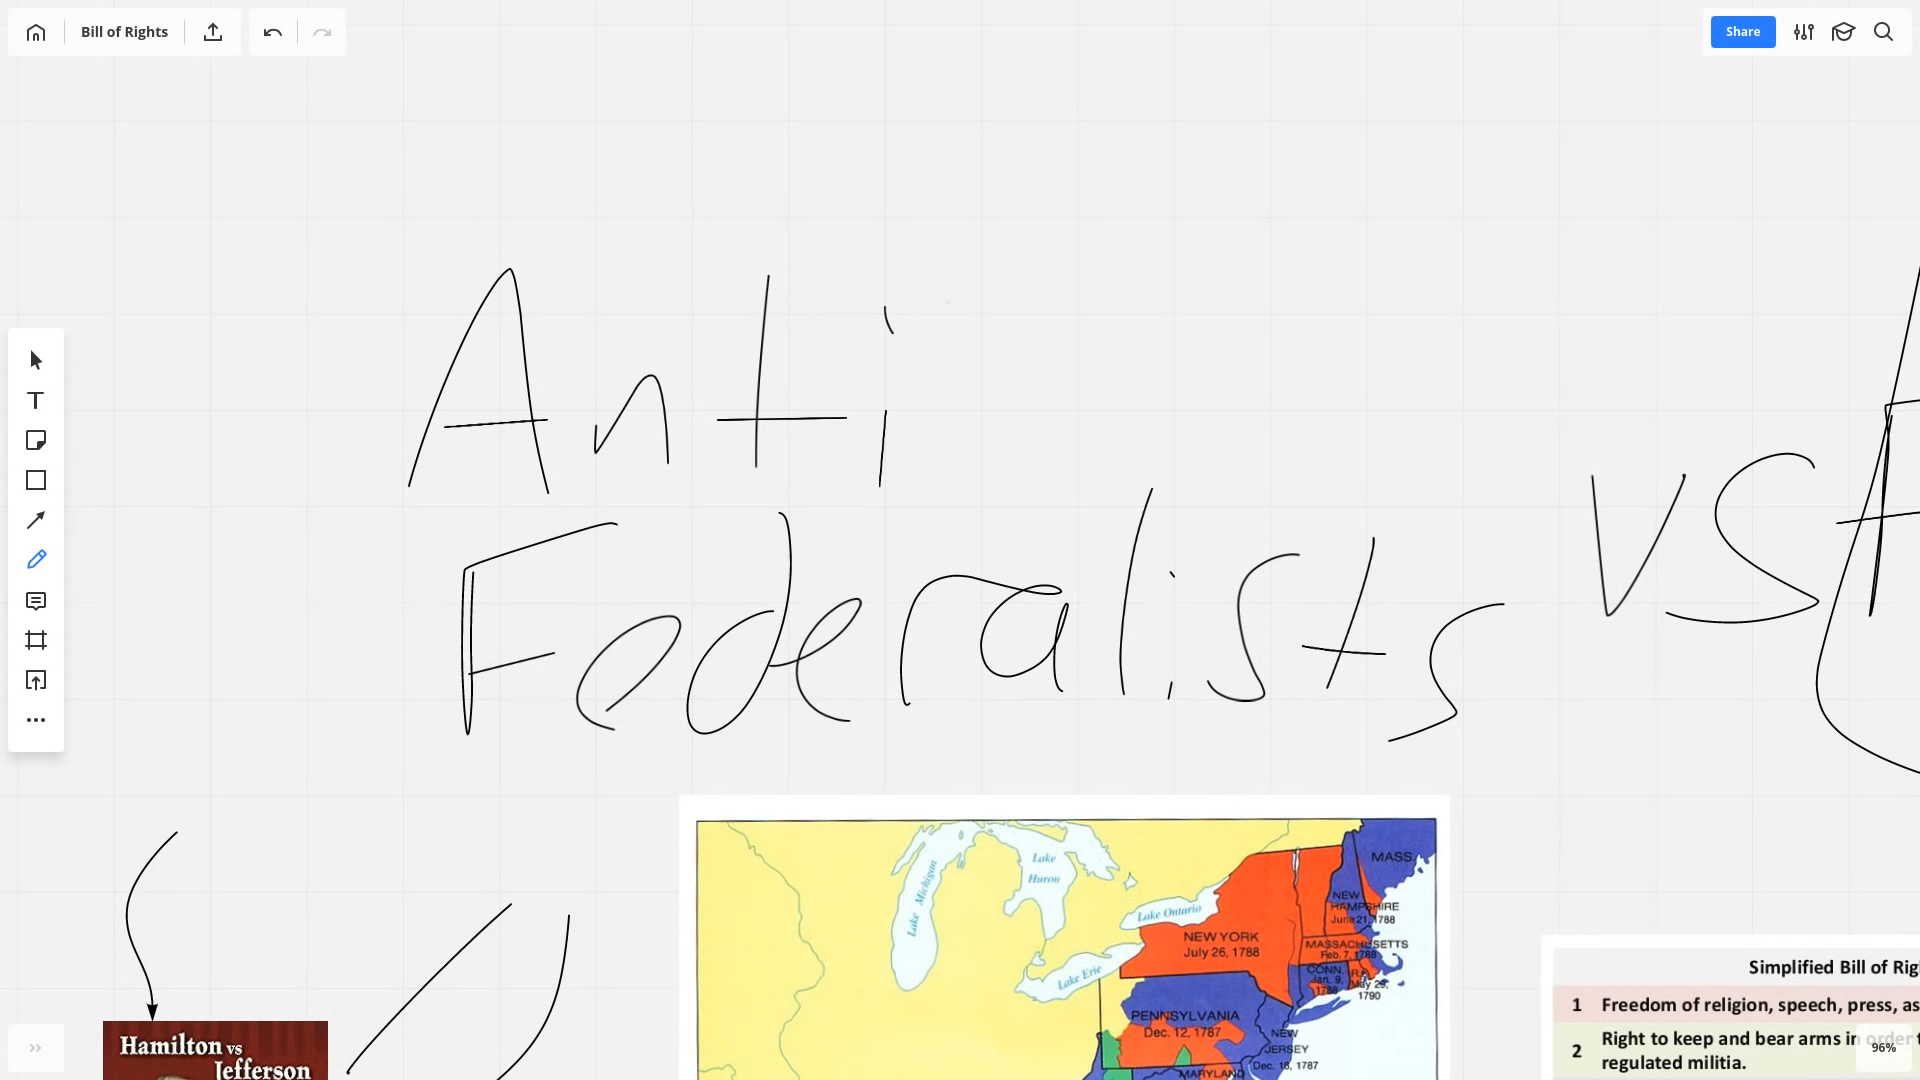 Bill of Rights
Share
Anti
Federalists vs
Lake Michigan
Lake Huron
Lake Ontario
Lake Erie
MASS.
NEW HAMPSHIRE
June 21, 1788
NEW YORK
July 26, 1788
MASSACHUSETTS
Feb. 7, 1788
CONN.
Jan. 9, 1788
R.I.
May 29, 1790
PENNSYLVANIA
Dec. 12, 1787
NEW JERSEY
Dec. 18, 1787
MARYLAND
Hamilton vs
Jefferson
Simplified Bill of Rig
1 Freedom of religion, speech, press, as
2 Right to keep and bear arms in order t
regulated militia.
96%